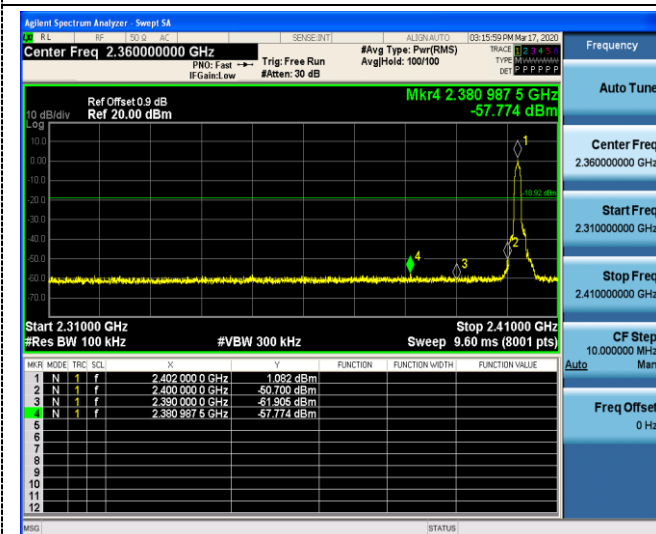 Agilent Spectrum Analyzer - Swept SA
RL RF 50 Ω AC SENSE:INT ALIGNAUTO 03:15:59 PM Mar 17, 2020
Center Freq 2.360000000 GHz
PNO: Fast
IFGain:Low
Trig: Free Run
#Atten: 30 dB
#Avg Type: Pwr(RMS)
Avg|Hold: 100/100
TRACE 1 2 3 4 5 6
TYPE M
DET P P P P P P
Frequency
Auto Tune
Center Freq
2.360000000 GHz
Start Freq
2.310000000 GHz
Stop Freq
2.410000000 GHz
CF Step
10.000000 MHz
Auto Man
Freq Offset
0 Hz
Mkr4 2.380 987 5 GHz
-57.774 dBm
Ref Offset 0.9 dB
10 dB/div Ref 20.00 dBm
Log
10.0
0.00
-10.0
-20.0
-30.0
-40.0
-50.0
-60.0
-70.0
-18.92 dBm
1
2
3
4
Start 2.31000 GHz Stop 2.41000 GHz
#Res BW 100 kHz #VBW 300 kHz Sweep 9.60 ms (8001 pts)
MKR MODE TRC SCL X Y FUNCTION FUNCTION WIDTH FUNCTION VALUE
1 N 1 f 2.402 000 0 GHz 1.082 dBm
2 N 1 f 2.400 000 0 GHz -50.700 dBm
3 N 1 f 2.390 000 0 GHz -61.905 dBm
4 N 1 f 2.380 987 5 GHz -57.774 dBm
5
6
7
8
9
10
11
12
MSG STATUS